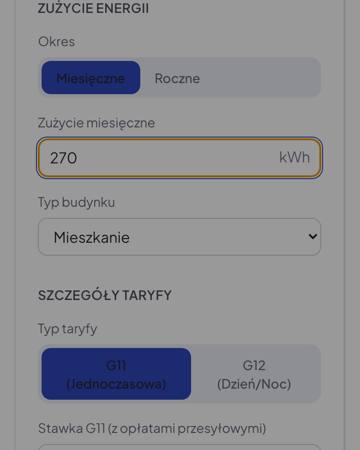 ZUŻYCIE ENERGII
Okres
Miesięczne Roczne
Zużycie miesięczne
270 kWh
Typ budynku
Mieszkanie
SZCZEGÓŁY TARYFY
Typ taryfy
G11 G12
(Jednoczasowa) (Dzień/Noc)
Stawka G11 (z opłatami przesyłowymi)